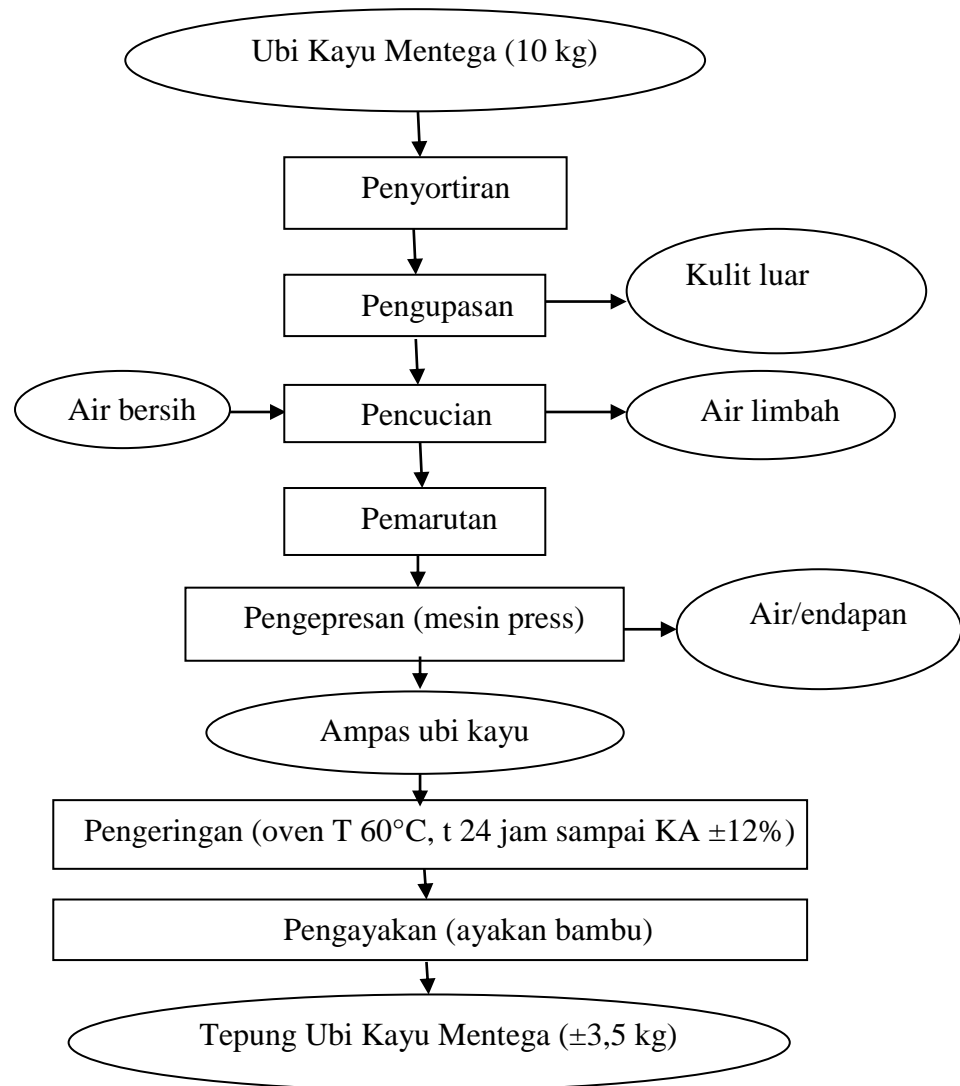 Ubi Kayu Mentega (10 kg)
Penyortiran
Kulit luar
Pengupasan
Air bersih
Pencucian
Air limbah
Pemarutan
Pengepresan (mesin press)
Air/endapan
Ampas ubi kayu
Pengeringan (oven T 60°C, t 24 jam sampai KA ±12%)
Pengayakan (ayakan bambu)
Tepung Ubi Kayu Mentega (±3,5 kg)